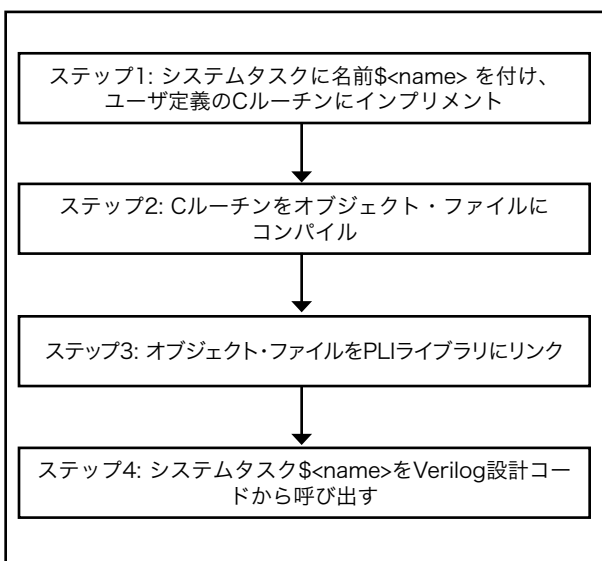 ステップ1: システムタスクに名前$<name> を付け、
ユーザ定義のCルーチンにインプリメント
ステップ2: Cルーチンをオブジェクト・ファイルに
コンパイル
ステップ3: オブジェクト・ファイルをPLIライブラリにリンク
ステップ4: システムタスク$<name>をVerilog設計コー
ドから呼び出す